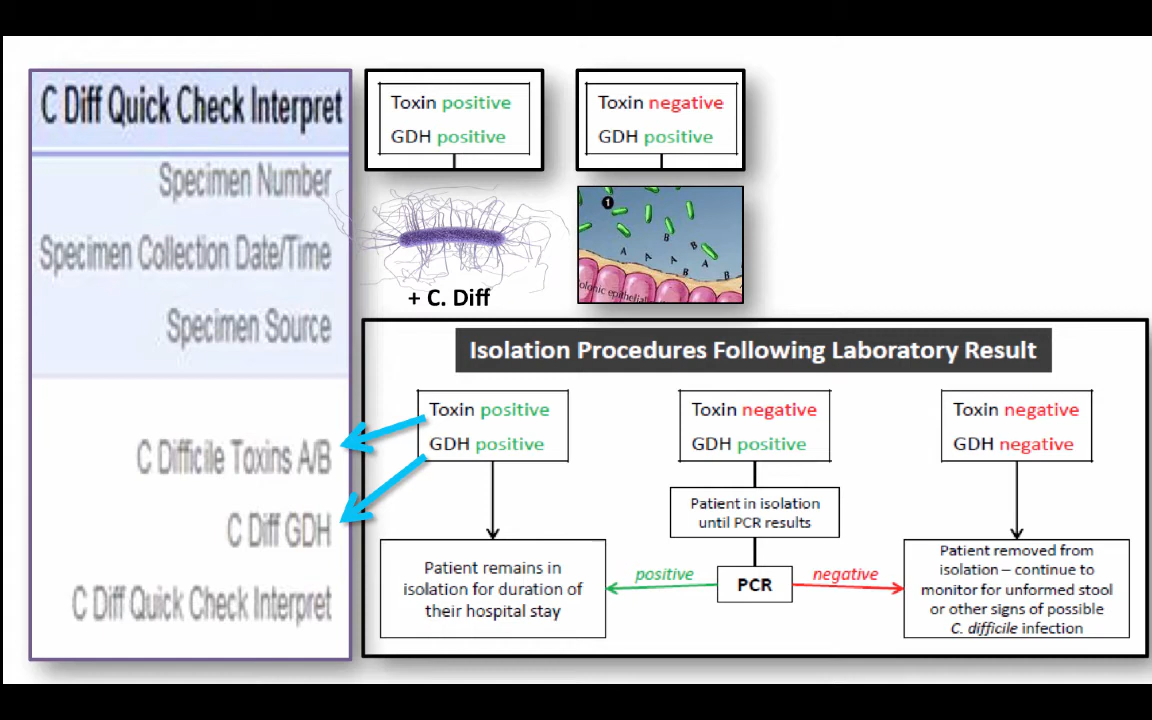 C Diff Quick Check Interpret
Specimen Number
Specimen Collection Date/Time
Specimen Source
C Difficile Toxins A/B
C Diff GDH
C Diff Quick Check Interpret
Toxin positive
GDH positive
+ C. Diff
Toxin negative
GDH positive
1
B
B
A
A
A
A
B
B
B
olonic epithelial
Isolation Procedures Following Laboratory Result
Toxin positive
GDH positive
Patient remains in
isolation for duration of
their hospital stay
Toxin negative
GDH positive
Patient in isolation
until PCR results
positive
PCR
negative
Toxin negative
GDH negative
Patient removed from
isolation – continue to
monitor for unformed stool
or other signs of possible
C. difficile infection